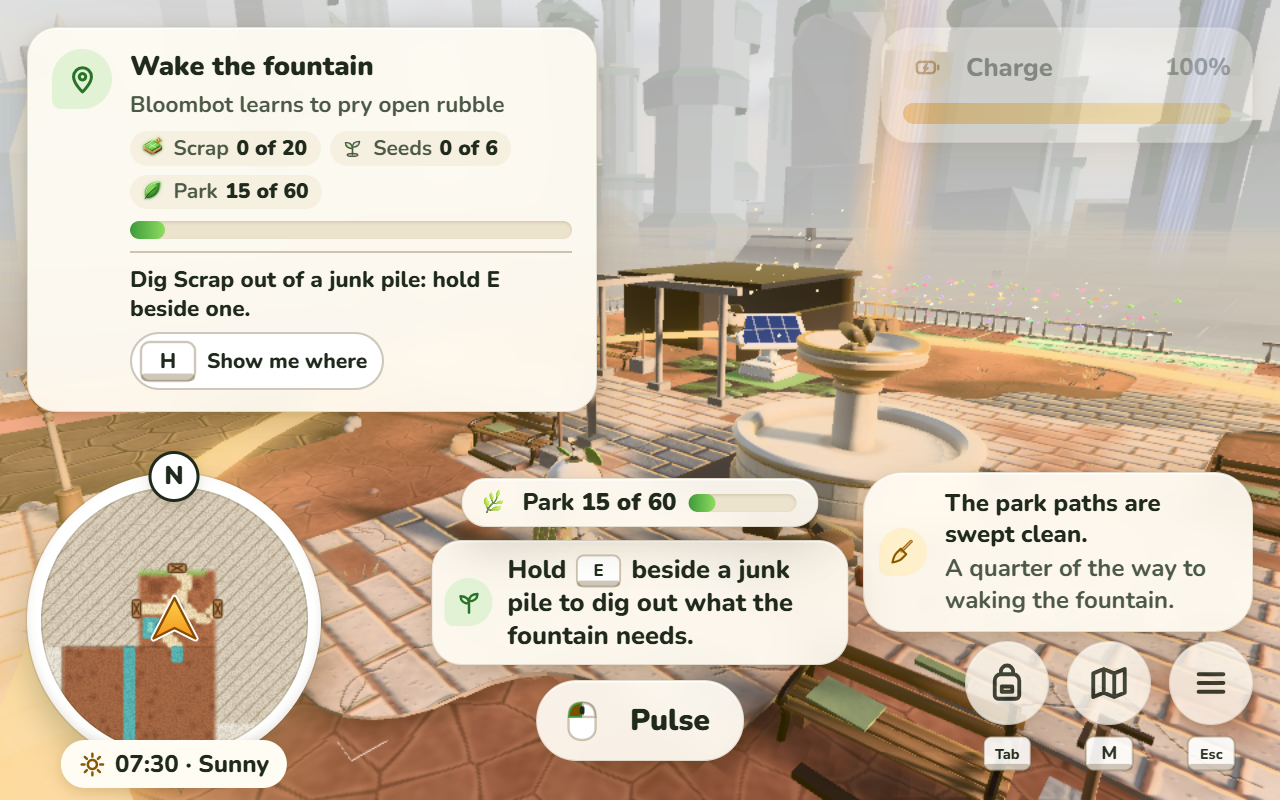 Wake the fountain
Bloombot learns to pry open rubble
Scrap 0 of 20
Seeds 0 of 6
Park 15 of 60
Dig Scrap out of a junk pile: hold E
beside one.
H Show me where
Charge 100%
N
07:30 · Sunny
Park 15 of 60
Hold E beside a junk
pile to dig out what the
fountain needs.
Pulse
The park paths are
swept clean.
A quarter of the way to
waking the fountain.
Tab
M
Esc